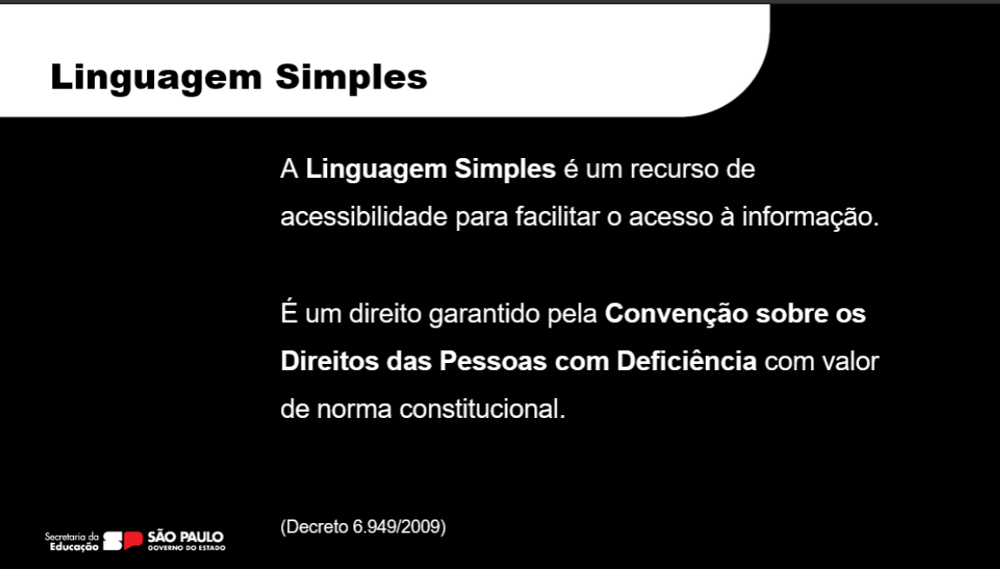 Linguagem Simples
A Linguagem Simples é um recurso de
acessibilidade para facilitar o acesso à informação.
É um direito garantido pela Convenção sobre os
Direitos das Pessoas com Deficiência com valor
de norma constitucional.
(Decreto 6.949/2009)
Secretaria da
Educação
SÃO PAULO
GOVERNO DO ESTADO